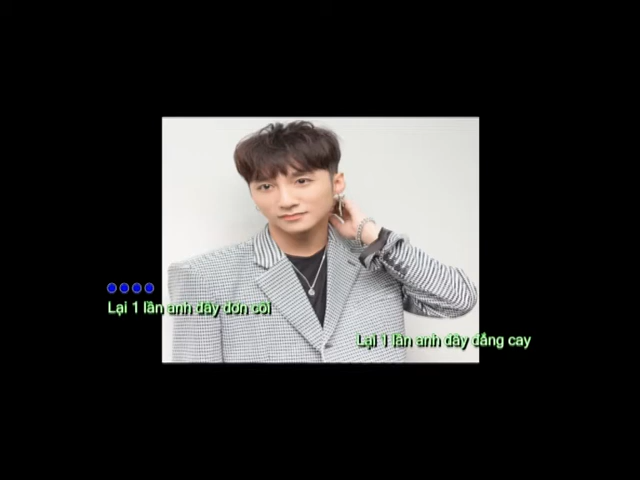 Lại 1 lần anh đây đơn côi
Lại 1 lần anh đây đắng cay